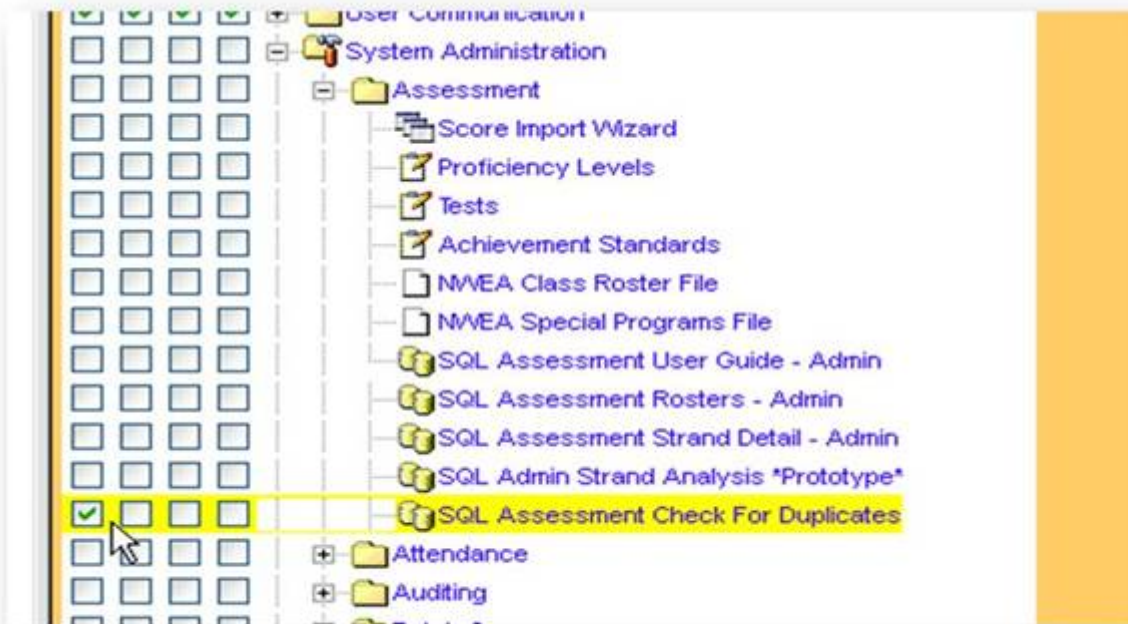 User Communication
System Administration
Assessment
Score Import Wizard
Proficiency Levels
Tests
Achievement Standards
NWEA Class Roster File
NWEA Special Programs File
SQL Assessment User Guide - Admin
SQL Assessment Rosters - Admin
SQL Assessment Strand Detail - Admin
SQL Admin Strand Analysis *Prototype*
SQL Assessment Check For Duplicates
Attendance
Auditing